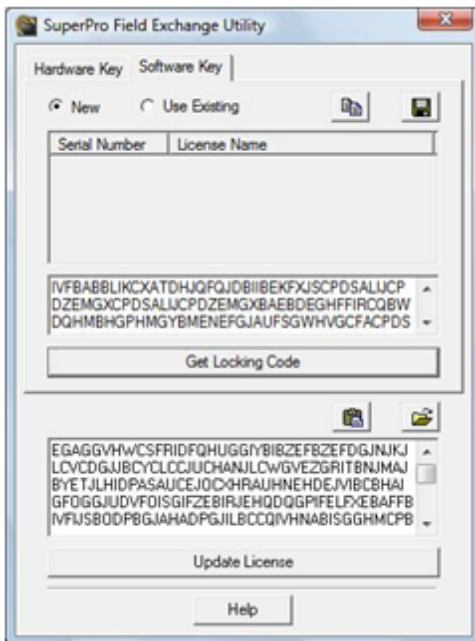 SuperPro Field Exchange Utility
Hardware Key Software Key
New Use Existing
Serial Number License Name
IVFBABBLIKCXATDHJQFQJDBIIBEKFXJSCPDSALIJCP
DZEMGXCPDSALIJCPDZEMGXBAEBDEGHFFIRCQBW
DQHMBHGPHMGYBMENEFGJAUFSGWHVGCFACPDS
Get Locking Code
EGAGGVHWCSFRIDFQHUGGIYBIBZEFBZEFDGJNJKJ
LCVCDGJJBCYCLCCJUCHANJLCWGVEZGRITBNJMAJ
BYETJLHIDPASAUCEJOCXHRAUHNEHDEJVIBCBHAI
GFOGGJUDVFOISGIFZEBIRJEHQDQGPIFELFXEBAFFB
IVFIJSBODPBGJAHADPGJILBCCQIVHNABISGGHMCPB
Update License
Help